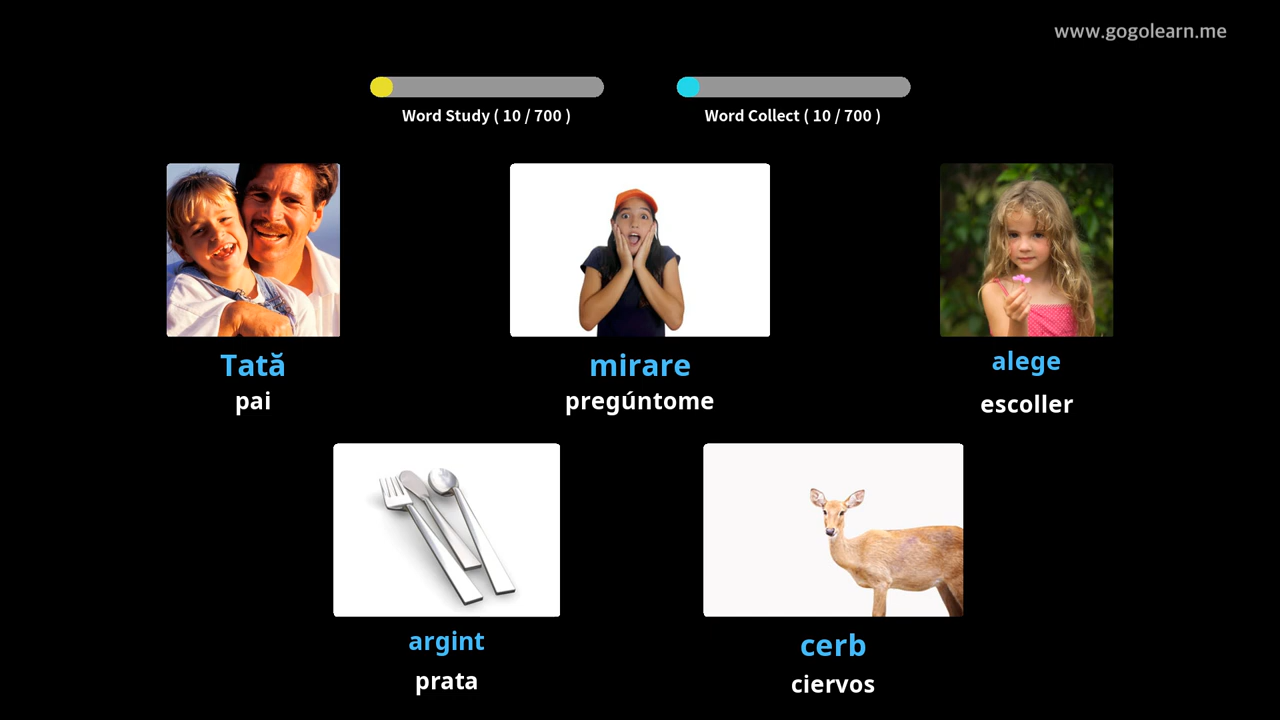 www.gogolearn.me
Word Study ( 10 / 700 )
Word Collect ( 10 / 700 )
Tată
pai
mirare
pregúntome
alege
escoller
argint
prata
cerb
ciervos